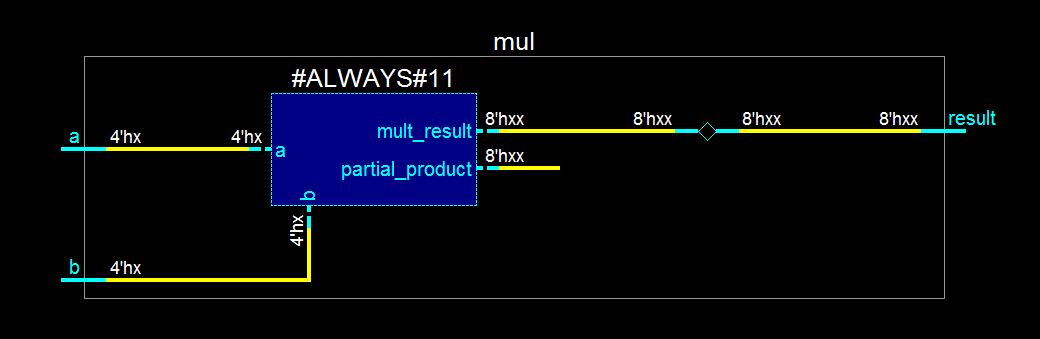 mul
#ALWAYS#11
a
4'hx
4'hx
a
mult_result
partial_product
b
8'hxx
8'hxx
8'hxx
8'hxx
result
8'hxx
4'hx
b
4'hx